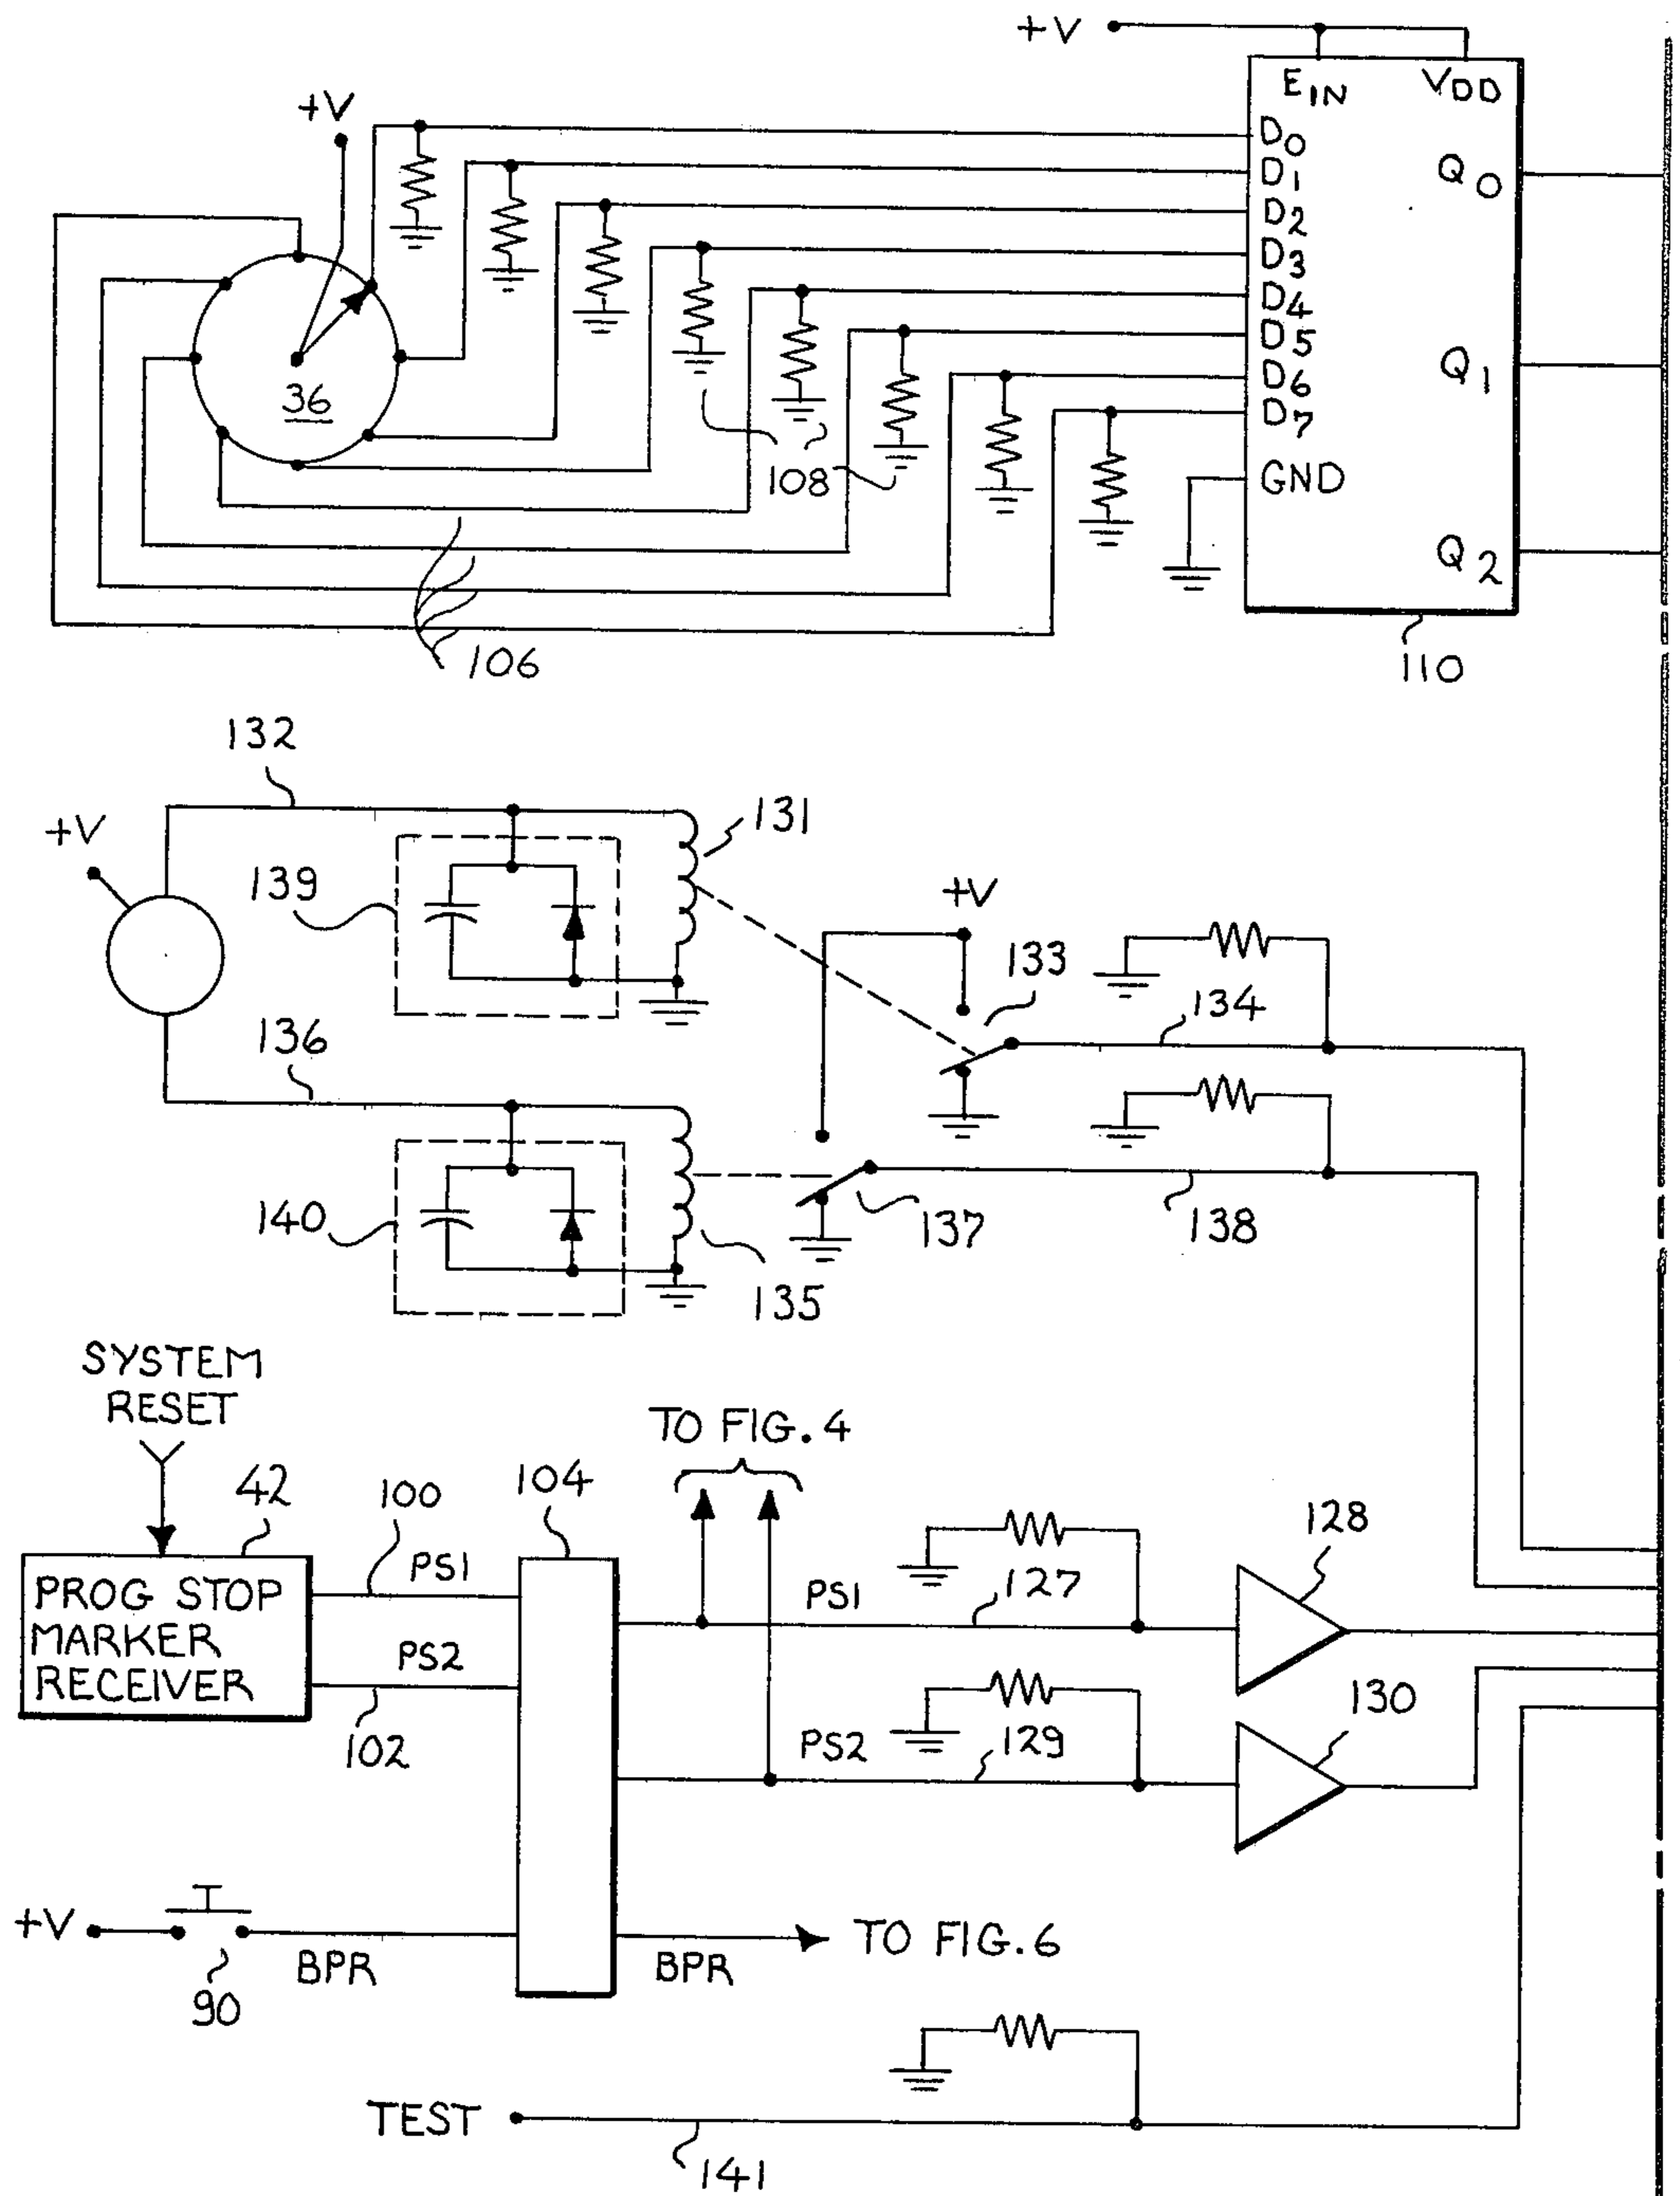 +V
E_IN V_DD
+V
D0
D1
Q0
D2
D3
D4
D5
Q1
D6
36
D7
108
GND
Q2
106
110
132
131
+V
139
+V
133
134
136
140
137
138
135
SYSTEM
RESET
TO FIG. 4
42
100
104
128
PS1
PS1
127
PROG STOP
MARKER
RECEIVER
PS2
130
102
PS2
129
+V
BPR
BPR
TO FIG. 6
90
TEST
141